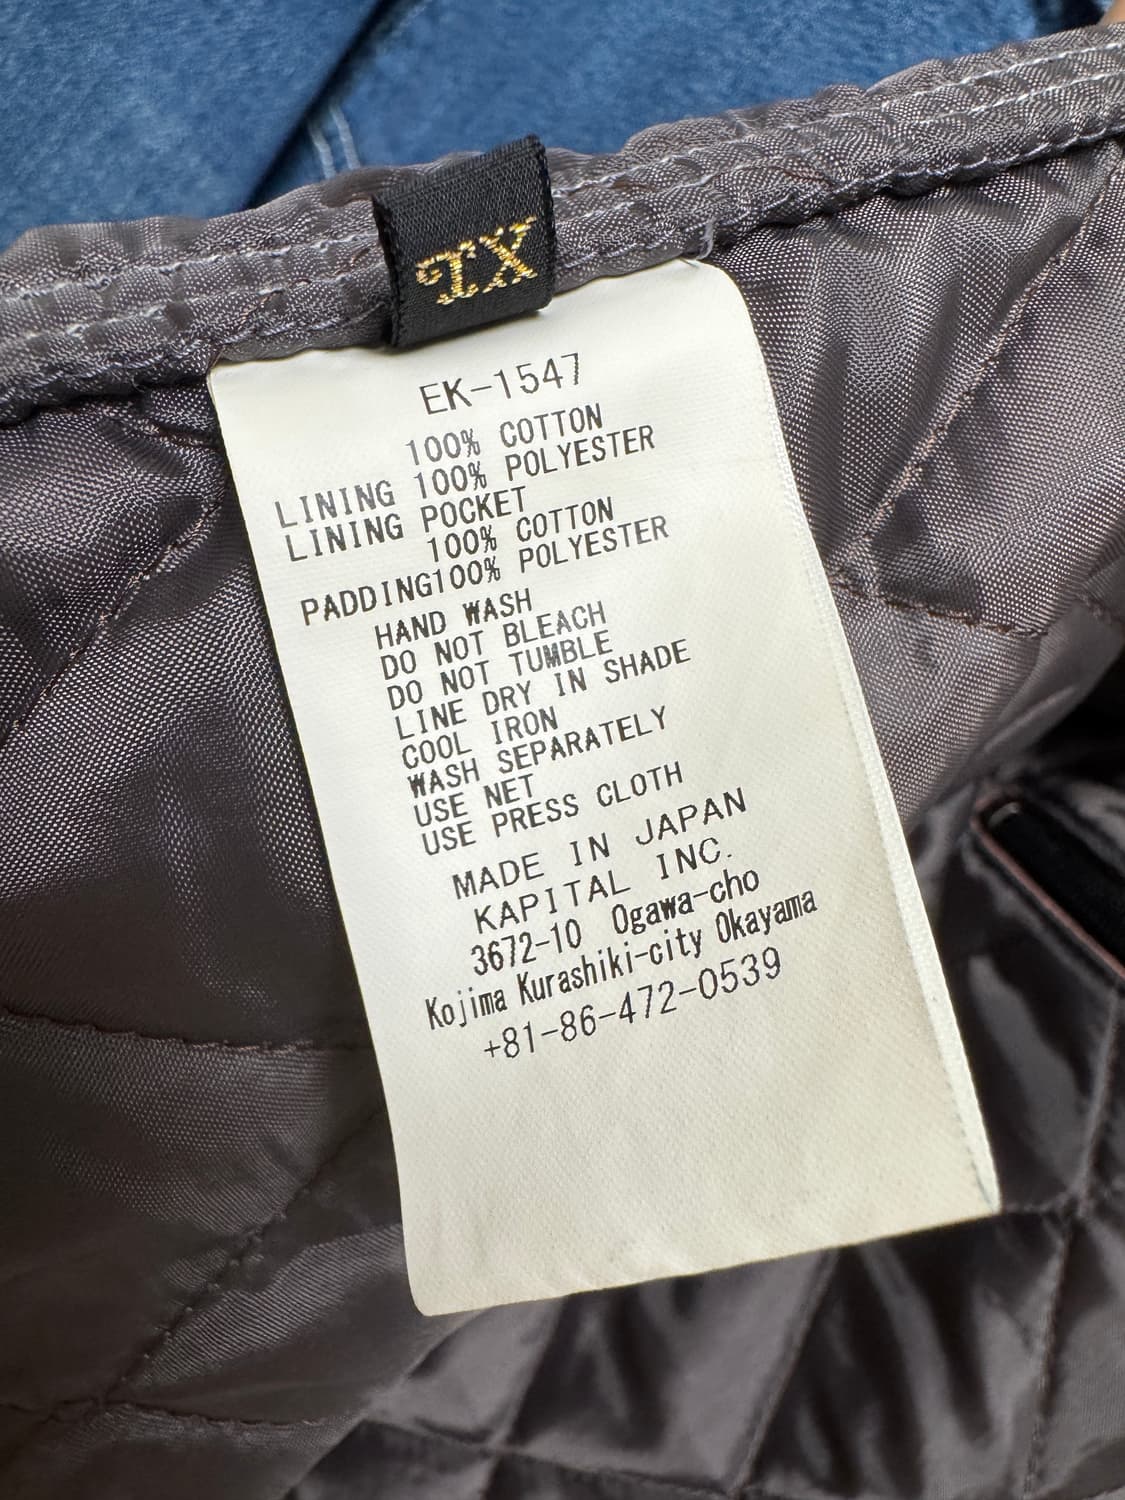 XL
EK-1547
100% COTTON
LINING 100% POLYESTER
LINING POCKET
100% COTTON
PADDING100% POLYESTER
HAND WASH
DO NOT BLEACH
DO NOT TUMBLE
LINE DRY IN SHADE
COOL IRON
WASH SEPARATELY
USE NET
USE PRESS CLOTH
MADE IN JAPAN
KAPITAL INC.
3672-10 Ogawa-cho
Kojima Kurashiki-city Okayama
+81-86-472-0539